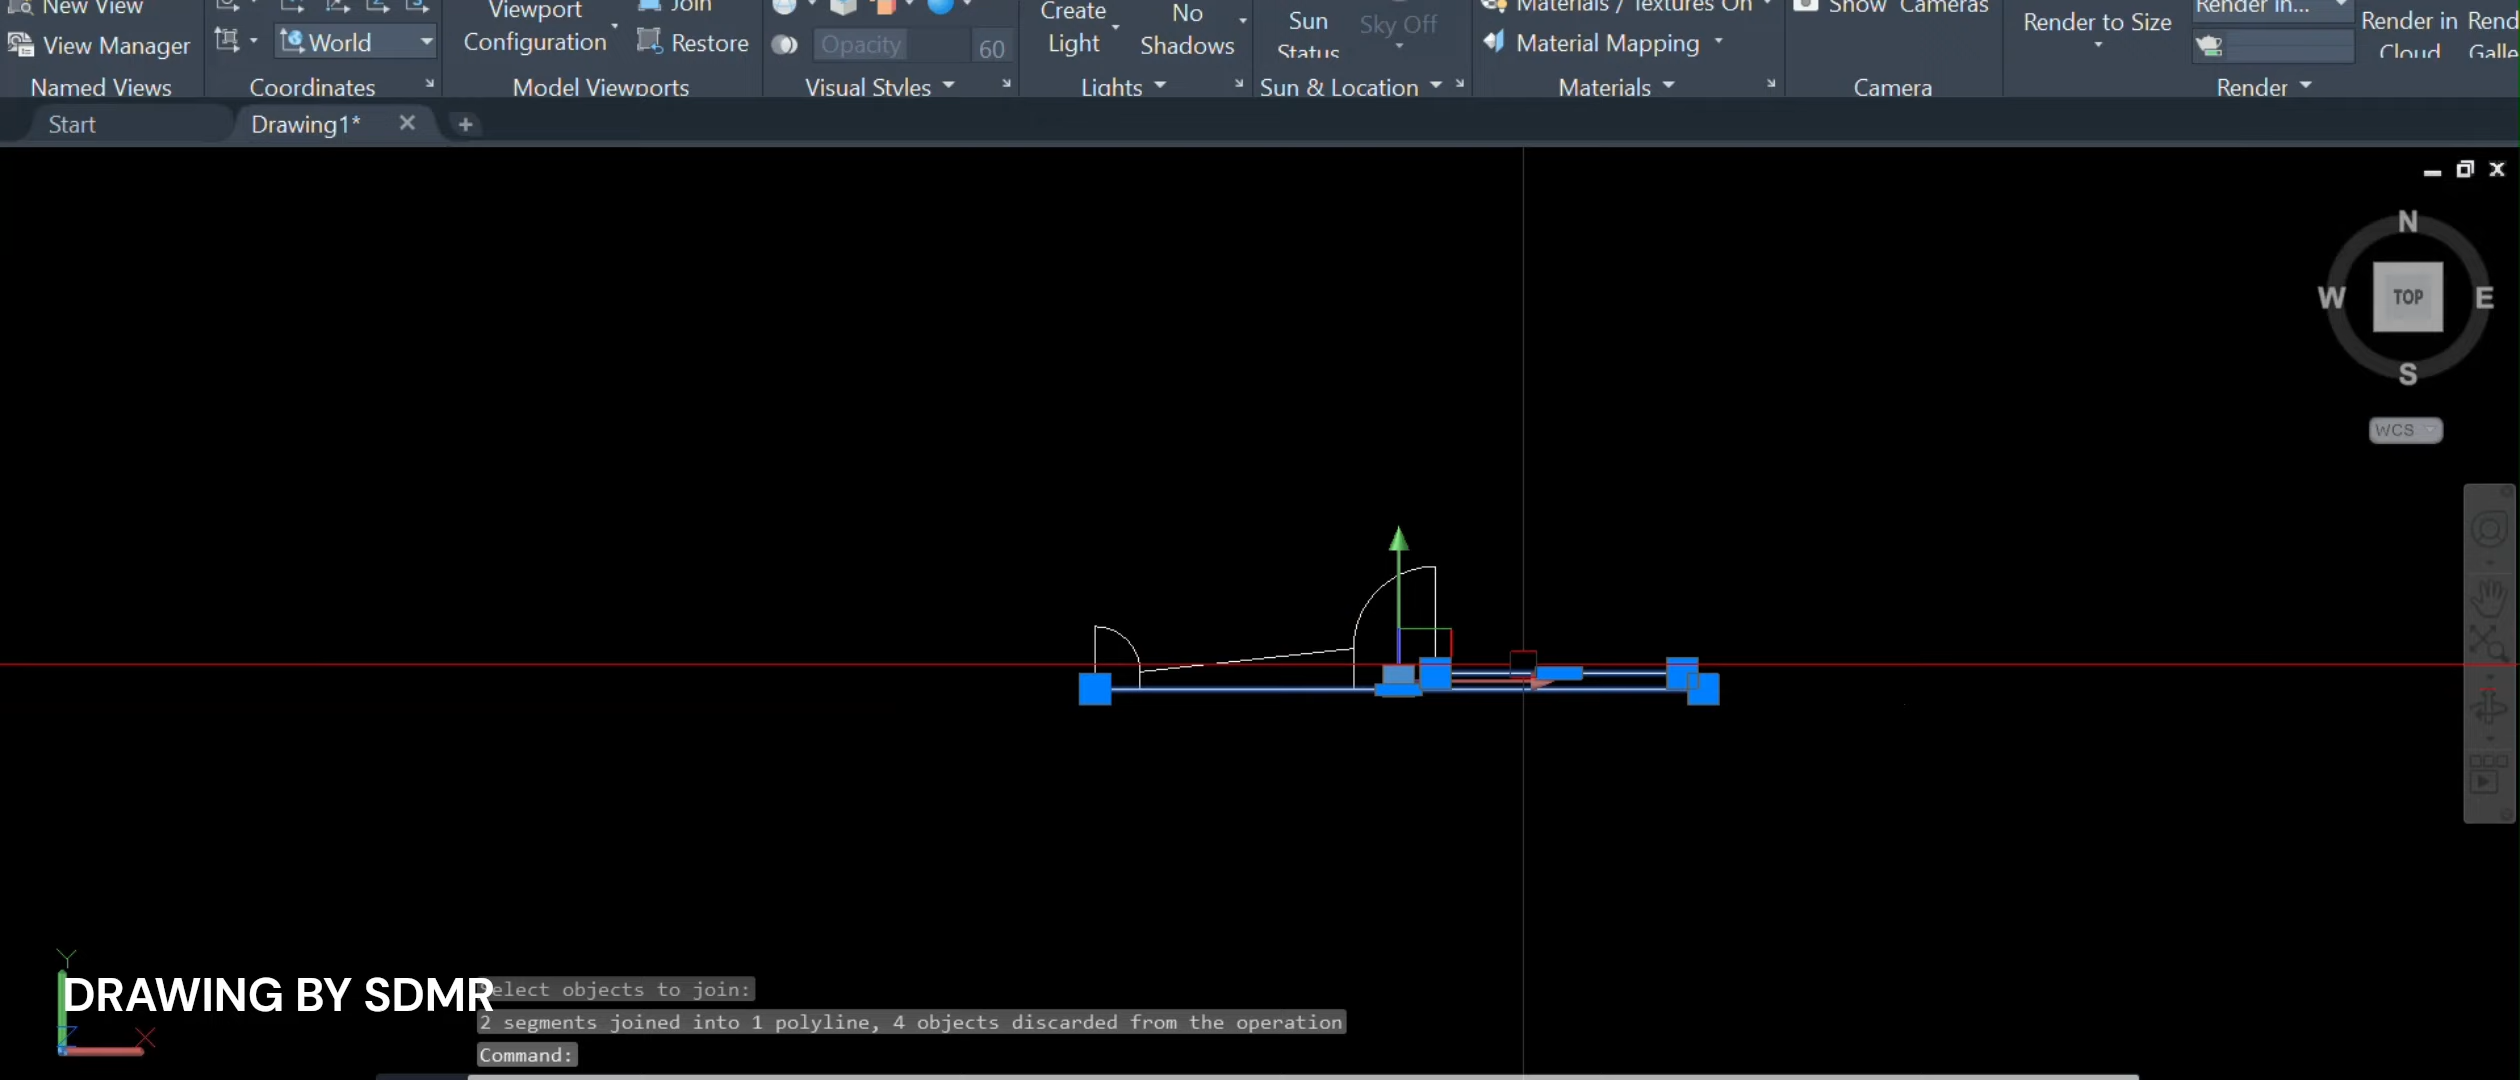 New View
View Manager
World
Named Views
Coordinates
Viewport
Configuration
Join
Restore
Model Viewports
Opacity
60
Visual Styles
Create
Light
No
Shadows
Lights
Sun
Status
Sky Off
Sun & Location
Materials / Textures On
Material Mapping
Materials
Show Cameras
Camera
Render to Size
Render in...
Render in
Cloud
Rend
Galle
Render
Start
Drawing1*
N
W
TOP
E
S
WCS
Y
Z
X
DRAWING BY SDMR
elect objects to join:
2 segments joined into 1 polyline, 4 objects discarded from the operation
Command: